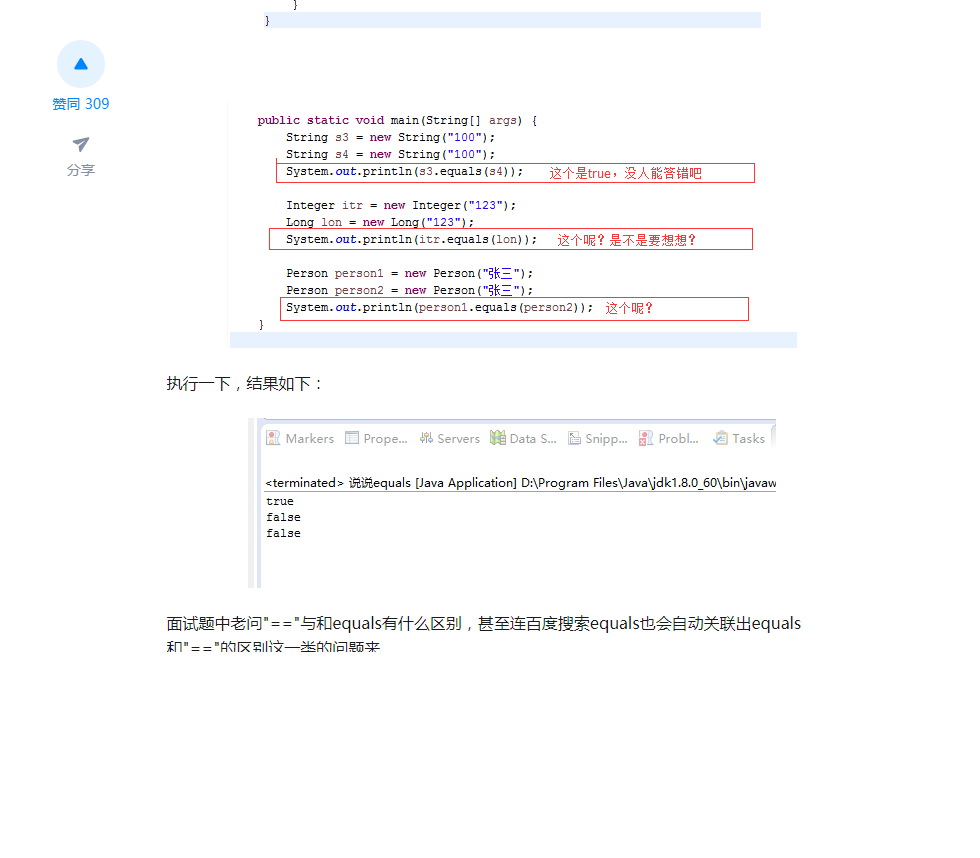 }
}
赞同 309
分享
public static void main(String[] args) {
String s3 = new String("100");
String s4 = new String("100");
System.out.println(s3.equals(s4)); 这个是true，没人能答错吧
Integer itr = new Integer("123");
Long lon = new Long("123");
System.out.println(itr.equals(lon)); 这个呢？是不是要想想？
Person person1 = new Person("张三");
Person person2 = new Person("张三");
System.out.println(person1.equals(person2)); 这个呢？
}
执行一下，结果如下：
Markers Prope... Servers Data S... Snipp... Probl... Tasks
<terminated> 说说equals [Java Application] D:\Program Files\Java\jdk1.8.0_60\bin\javaw
true
false
false
面试题中老问"=="与和equals有什么区别，甚至连百度搜索equals也会自动关联出equals
和"=="的区别这一类的问题来